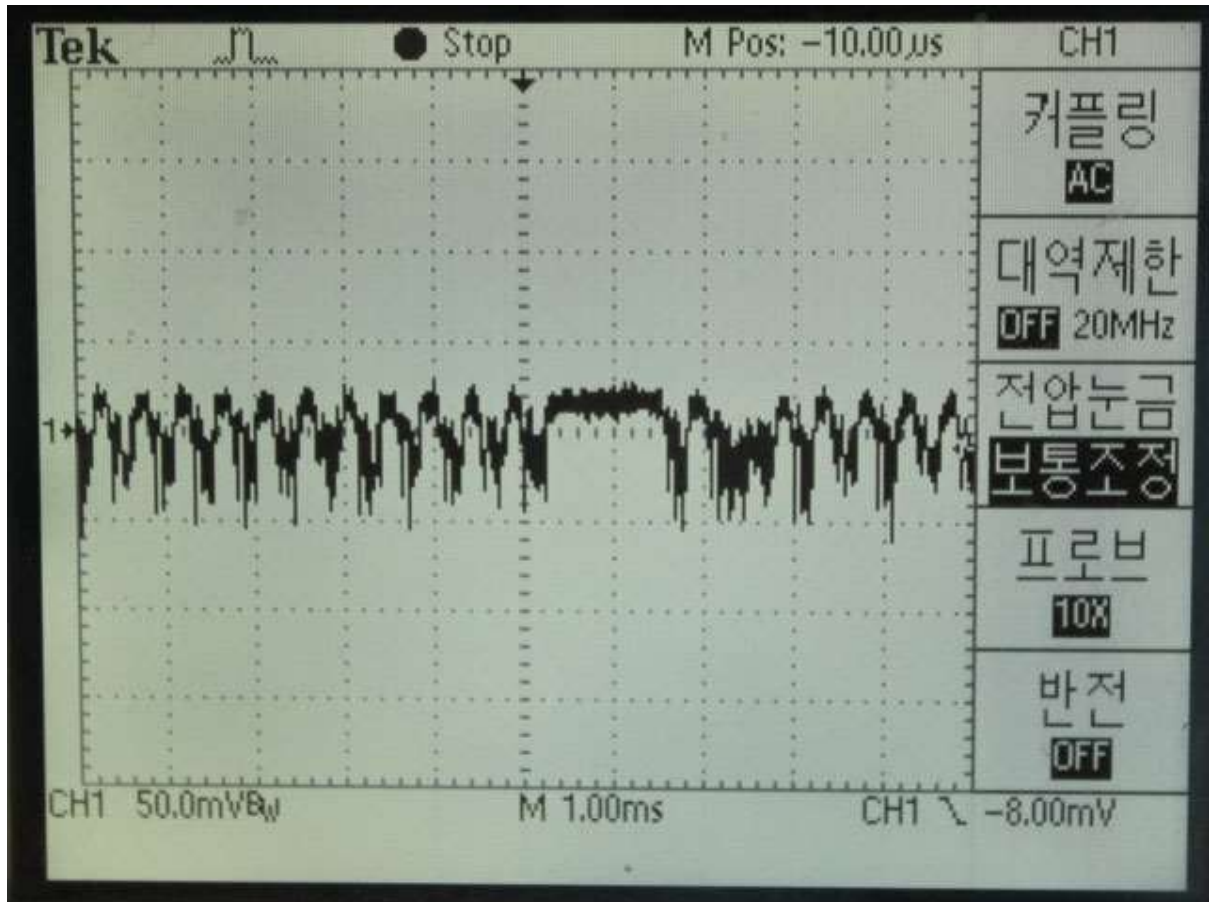 Tek Stop M Pos: -10.00µs CH1
커플링
AC
대역제한
OFF 20MHz
전압눈금
보통조정
프로브
10X
반전
OFF
1
CH1 50.0mVBW M 1.00ms CH1 -8.00mV